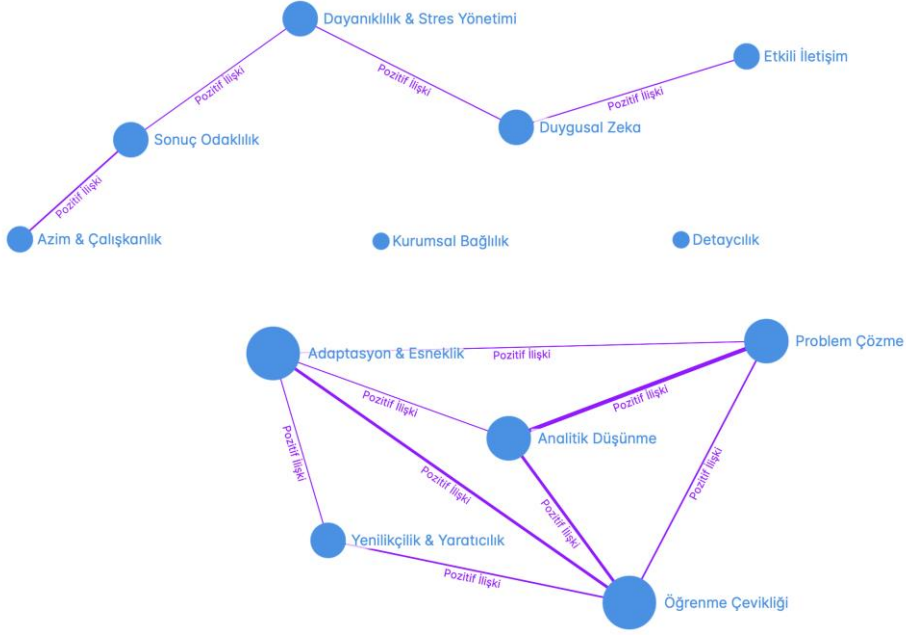 Dayanıklılık & Stres Yönetimi
Etkili İletişim
Pozitif İlişki
Pozitif İlişki
Pozitif İlişki
Duygusal Zeka
Sonuç Odaklılık
Pozitif İlişki
Azim & Çalışkanlık
Kurumsal Bağlılık
Detaycılık
Problem Çözme
Adaptasyon & Esneklik
Pozitif İlişki
Pozitif İlişki
Pozitif İlişki
Analitik Düşünme
Pozitif İlişki
Pozitif İlişki
Pozitif İlişki
Pozitif İlişki
Yenilikçilik & Yaratıcılık
Pozitif İlişki
Öğrenme Çevikliği